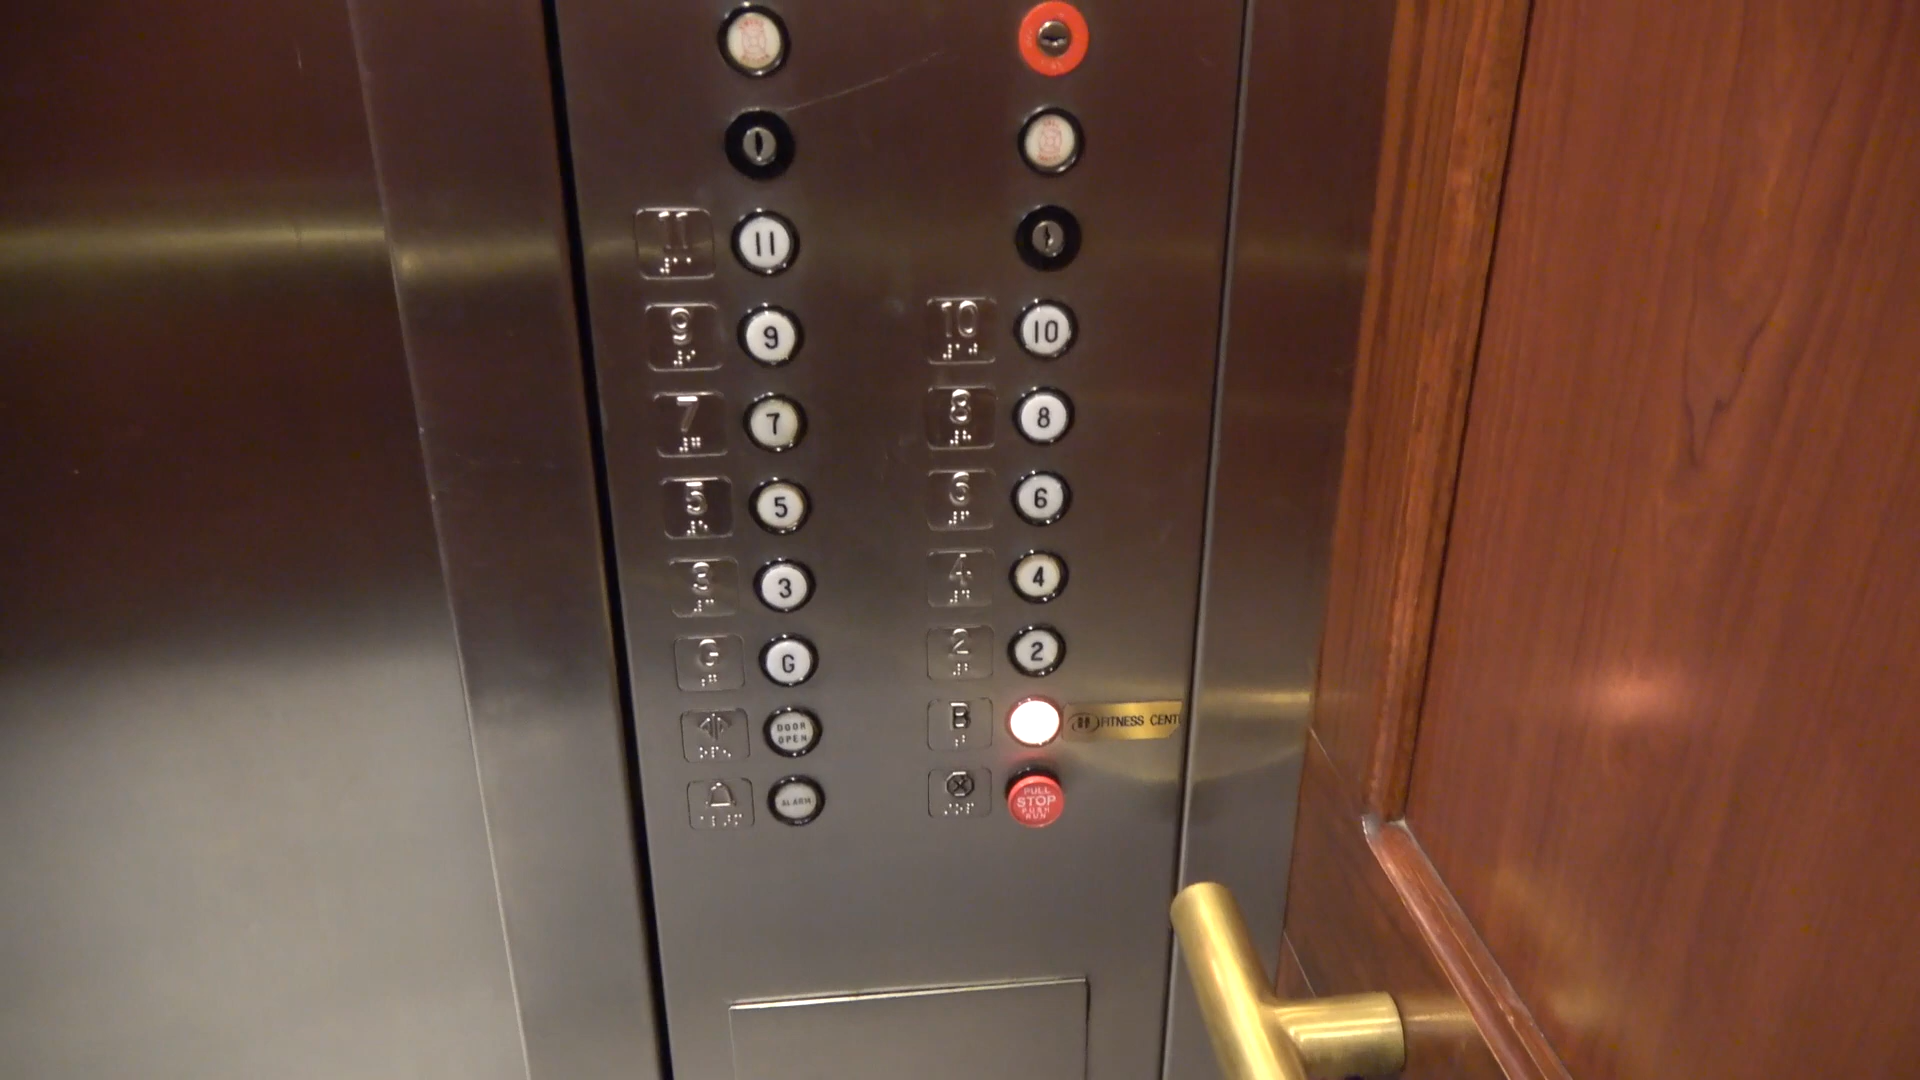 11 11
9 9 10 10
7 7 8 8
5 5 6 6
3 3 4 4
G G 2 2
DOOR
OPEN
B FITNESS CENT
ALARM
PULL
STOP
PUSH
RUN